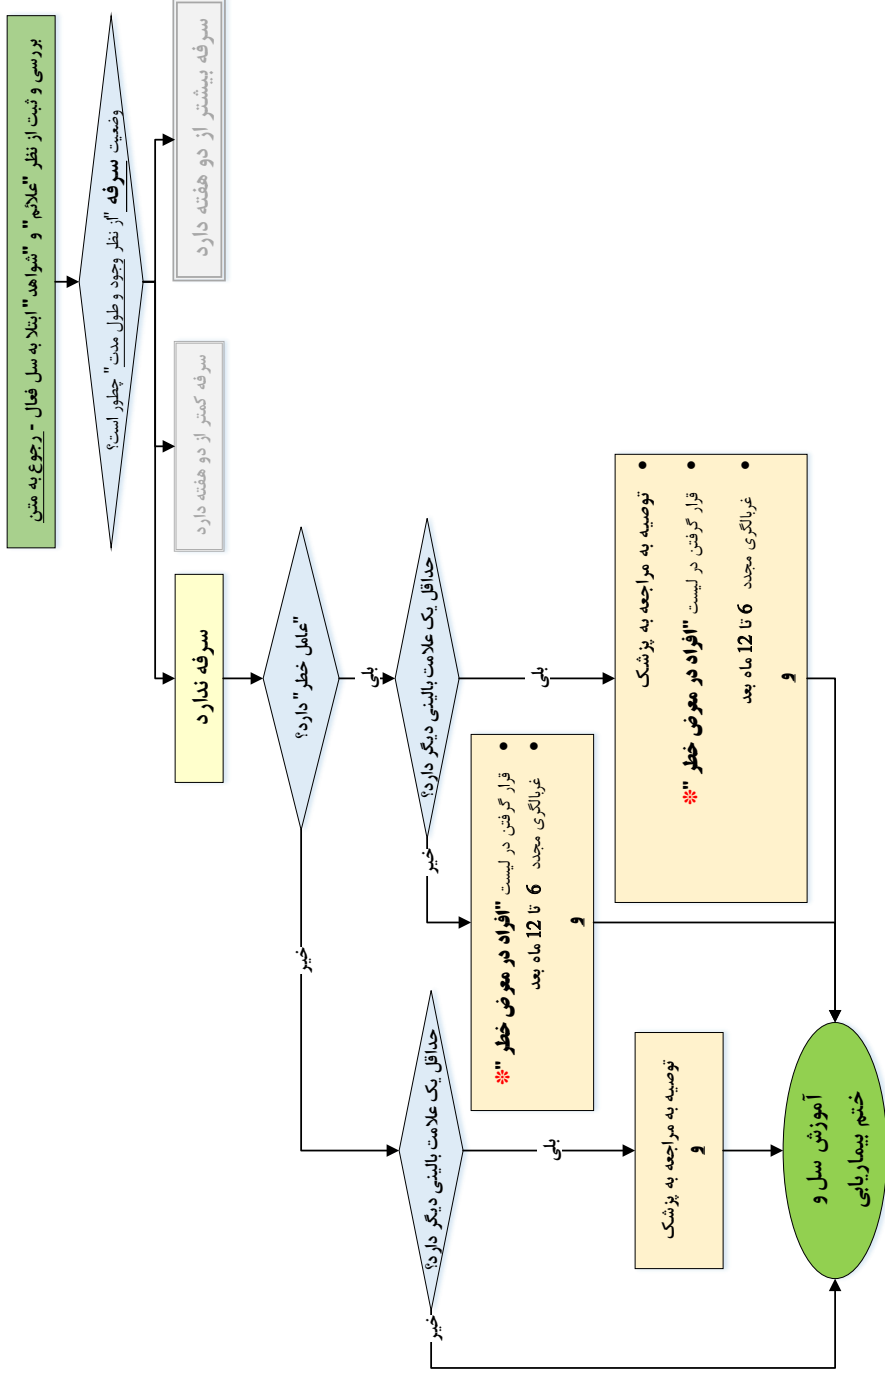 بررسی و ثبت از نظر "علائم" و "شواهد" ابتلا به سل فعال - رجوع به متن
وضعیت سرفه "از نظر وجود و طول مدت" چطور است؟
سرفه بیشتر از دو هفته دارد
سرفه کمتر از دو هفته دارد
سرفه ندارد
"عامل خطر" دارد؟
بلی
خیر
حداقل یک علامت بالینی دیگر دارد؟
بلی
خیر
• توصیه به مراجعه به پزشک
• قرار گرفتن در لیست "افراد در معرض خطر "*
• غربالگری مجدد 6 تا 12 ماه بعد
و
• قرار گرفتن در لیست "افراد در معرض خطر "*
• غربالگری مجدد 6 تا 12 ماه بعد
و
حداقل یک علامت بالینی دیگر دارد؟
بلی
خیر
توصیه به مراجعه به پزشک
و
آموزش سل و
ختم بیماریابی